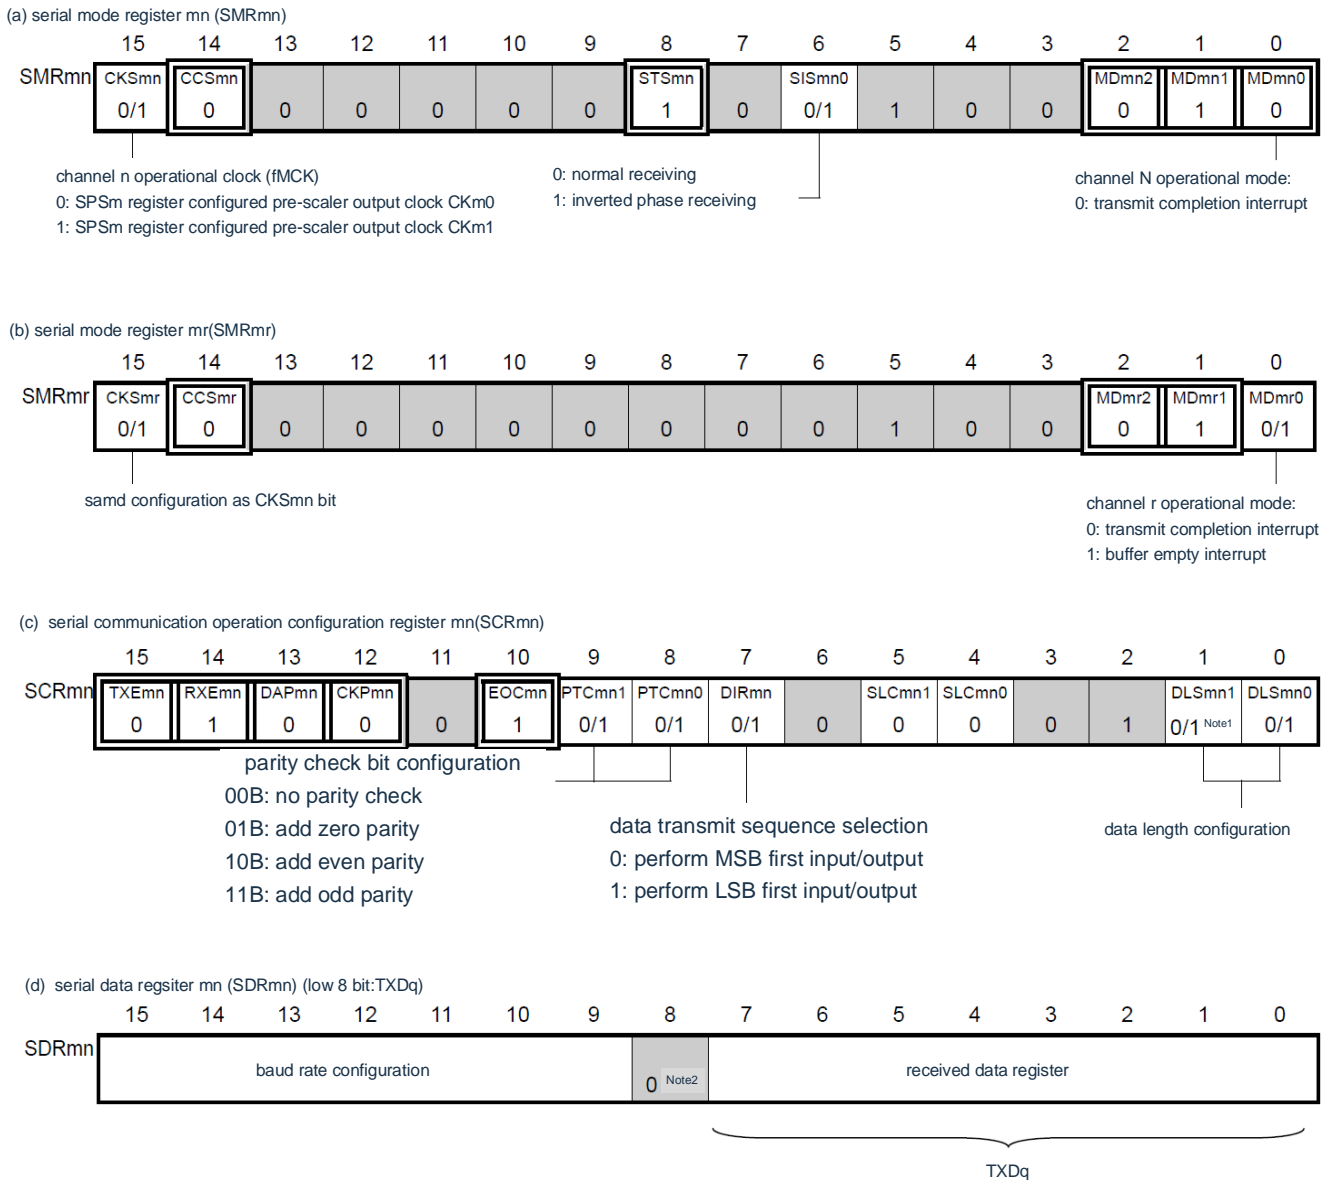 (a) serial mode register mn (SMRmn)
15 14 13 12 11 10 9 8 7 6 5 4 3 2 1 0
SMRmn CKSmn CCSmn STSmn SISmn0 MDmn2 MDmn1 MDmn0
0/1 0 0 0 0 0 0 1 0 0/1 1 0 0 0 1 0
channel n operational clock (fMCK)
0: SPSm register configured pre-scaler output clock CKm0
1: SPSm register configured pre-scaler output clock CKm1
0: normal receiving
1: inverted phase receiving
channel N operational mode:
0: transmit completion interrupt
(b) serial mode register mr(SMRmr)
15 14 13 12 11 10 9 8 7 6 5 4 3 2 1 0
SMRmr CKSmr CCSmr MDmr2 MDmr1 MDmr0
0/1 0 0 0 0 0 0 0 0 0 1 0 0 0 1 0/1
samd configuration as CKSmn bit
channel r operational mode:
0: transmit completion interrupt
1: buffer empty interrupt
(c) serial communication operation configuration register mn(SCRmn)
15 14 13 12 11 10 9 8 7 6 5 4 3 2 1 0
SCRmn TXEmn RXEmn DAPmn CKPmn EOCmn PTCmn1 PTCmn0 DIRmn SLCmn1 SLCmn0 DLSmn1 DLSmn0
0 1 0 0 0 1 0/1 0/1 0/1 0 0 0 0 1 0/1 Note1 0/1
parity check bit configuration
00B: no parity check
01B: add zero parity
10B: add even parity
11B: add odd parity
data transmit sequence selection
0: perform MSB first input/output
1: perform LSB first input/output
data length configuration
(d) serial data regsiter mn (SDRmn) (low 8 bit:TXDq)
15 14 13 12 11 10 9 8 7 6 5 4 3 2 1 0
SDRmn
baud rate configuration 0 Note2 received data register
TXDq